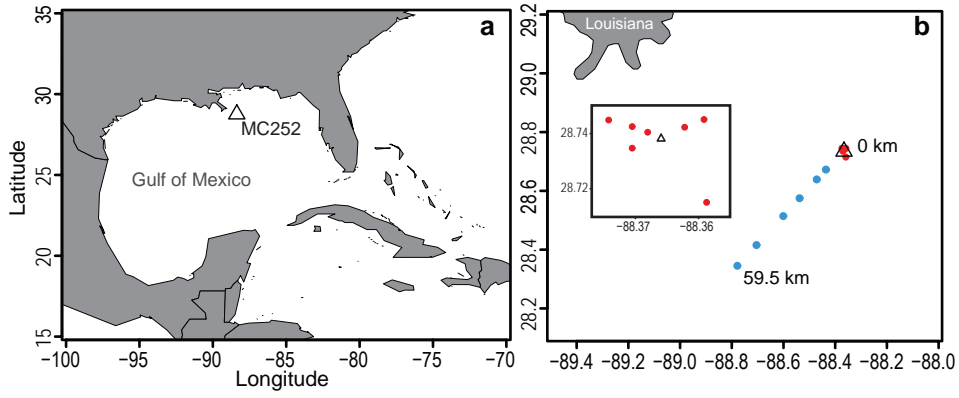 a
35
30
25
20
15
Latitude
MC252
Gulf of Mexico
−100 −95 −90 −85 −80 −75 −70
Longitude
b
Louisiana
29.2
29.0
28.8
28.6
28.4
28.2
0 km
59.5 km
28.74
28.72
−88.37 −88.36
−89.4 −89.2 −89.0 −88.8 −88.6 −88.4 −88.2 −88.0